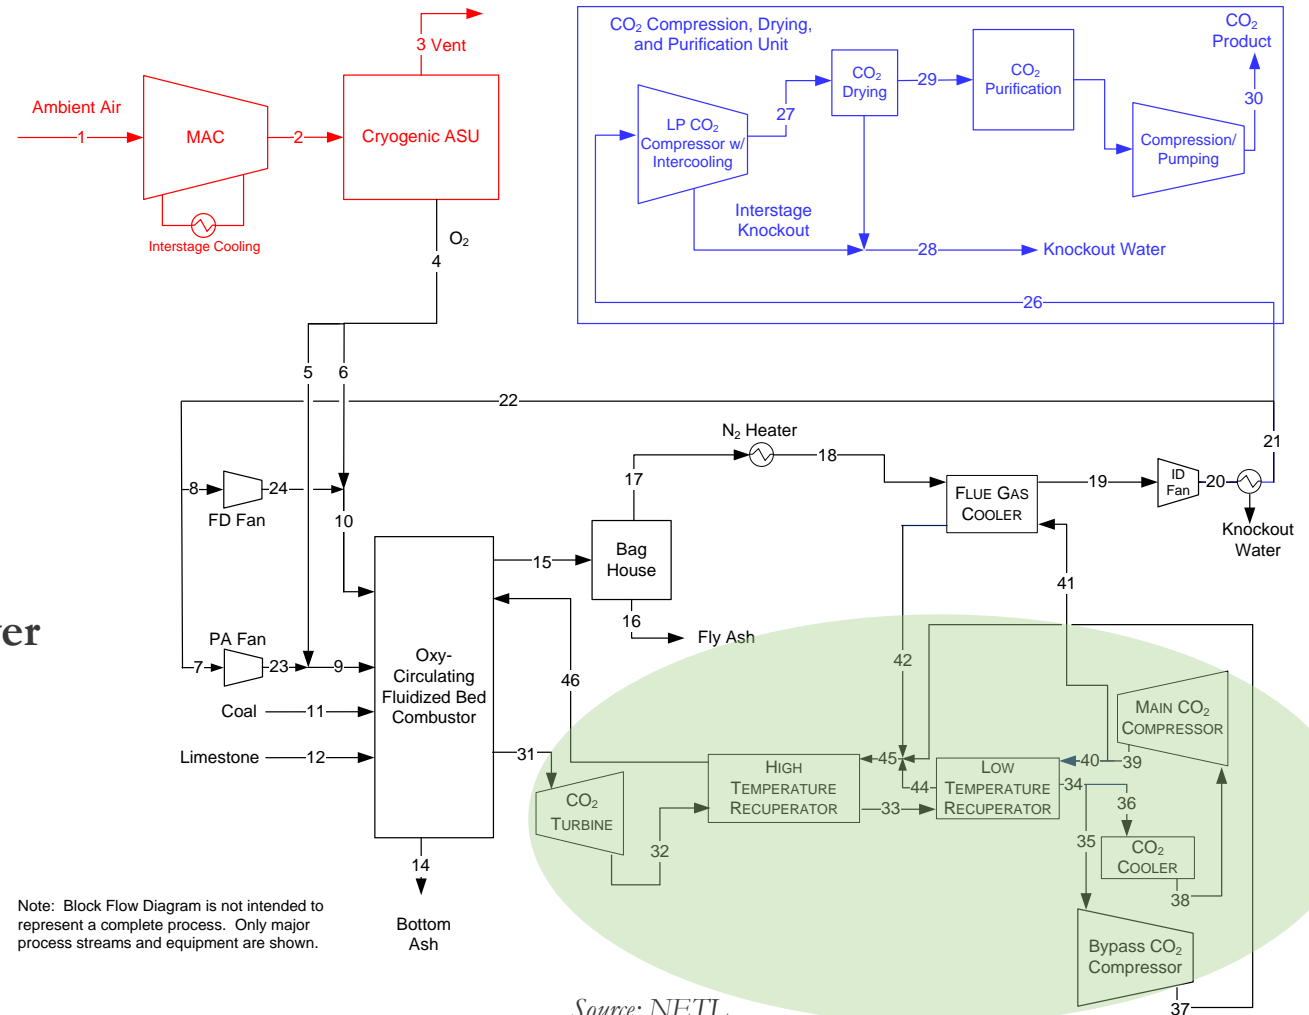 3 Vent
Ambient Air
1
MAC
2
Cryogenic ASU
Interstage Cooling
O2
4
CO2 Compression, Drying,
and Purification Unit
CO2
Product
LP CO2
Compressor w/
Intercooling
27
CO2
Drying
29
CO2
Purification
30
Compression/
Pumping
Interstage
Knockout
28
Knockout Water
26
5
6
22
N2 Heater
21
8
24
FD Fan
10
17
18
FLUE GAS
COOLER
19
ID
Fan
20
Knockout
Water
15
Bag
House
16
Fly Ash
41
42
ver
PA Fan
7
23
9
Oxy-
Circulating
Fluidized Bed
Combustor
Coal
11
Limestone
12
46
31
MAIN CO2
COMPRESSOR
CO2
TURBINE
HIGH
TEMPERATURE
RECUPERATOR
45
44
LOW
TEMPERATURE
RECUPERATOR
40
39
34
33
32
36
35
CO2
COOLER
38
14
Bottom
Ash
Bypass CO2
Compressor
37
Note: Block Flow Diagram is not intended to
represent a complete process. Only major
process streams and equipment are shown.
Source: NETL